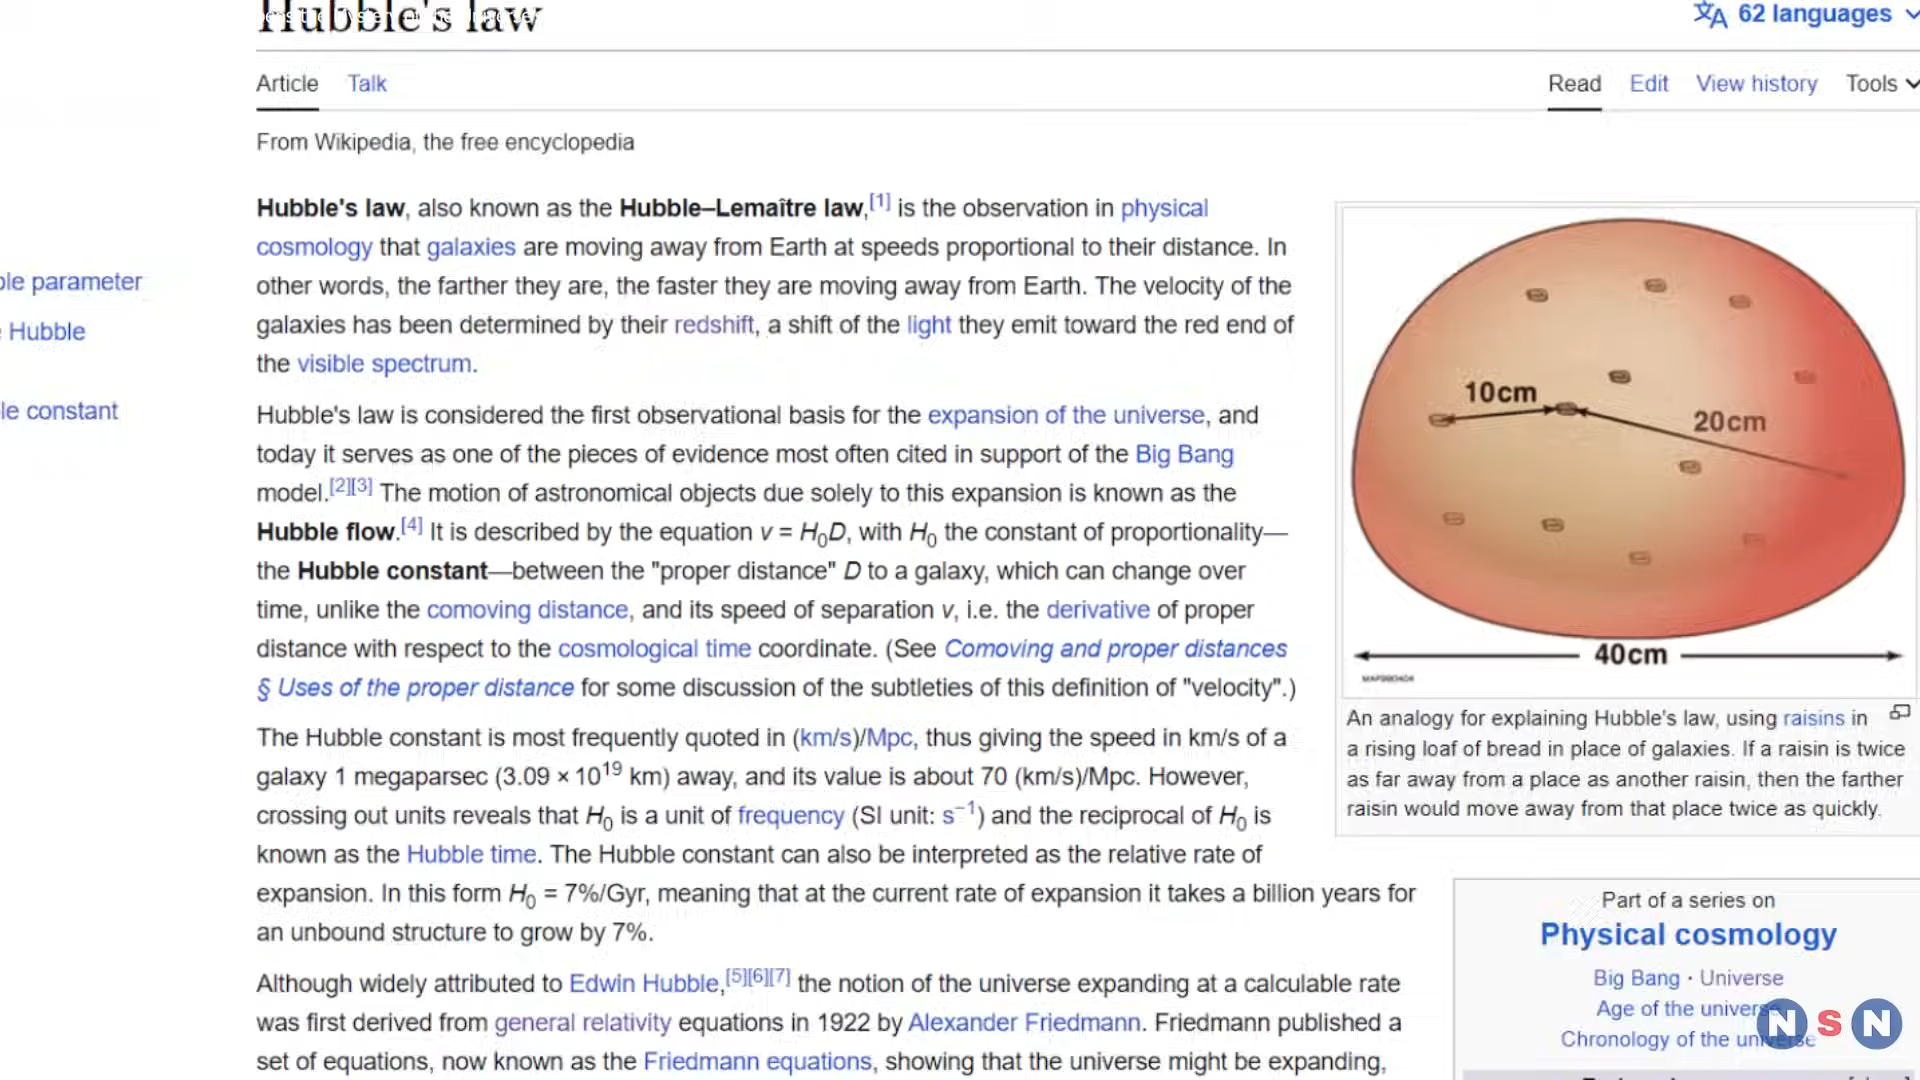 Hubble's law
62 languages
Article Talk
Read Edit View history Tools
From Wikipedia, the free encyclopedia
Hubble's law, also known as the Hubble–Lemaître law,[1] is the observation in physical
cosmology that galaxies are moving away from Earth at speeds proportional to their distance. In
other words, the farther they are, the faster they are moving away from Earth. The velocity of the
galaxies has been determined by their redshift, a shift of the light they emit toward the red end of
the visible spectrum.
Hubble's law is considered the first observational basis for the expansion of the universe, and
today it serves as one of the pieces of evidence most often cited in support of the Big Bang
model.[2][3] The motion of astronomical objects due solely to this expansion is known as the
Hubble flow.[4] It is described by the equation v = H₀D, with H₀ the constant of proportionality—
the Hubble constant—between the "proper distance" D to a galaxy, which can change over
time, unlike the comoving distance, and its speed of separation v, i.e. the derivative of proper
distance with respect to the cosmological time coordinate. (See Comoving and proper distances
§ Uses of the proper distance for some discussion of the subtleties of this definition of "velocity".)
The Hubble constant is most frequently quoted in (km/s)/Mpc, thus giving the speed in km/s of a
galaxy 1 megaparsec (3.09 × 10¹⁹ km) away, and its value is about 70 (km/s)/Mpc. However,
crossing out units reveals that H₀ is a unit of frequency (SI unit: s⁻¹) and the reciprocal of H₀ is
known as the Hubble time. The Hubble constant can also be interpreted as the relative rate of
expansion. In this form H₀ = 7%/Gyr, meaning that at the current rate of expansion it takes a billion years for
an unbound structure to grow by 7%.
Although widely attributed to Edwin Hubble,[5][6][7] the notion of the universe expanding at a calculable rate
was first derived from general relativity equations in 1922 by Alexander Friedmann. Friedmann published a
set of equations, now known as the Friedmann equations, showing that the universe might be expanding,
ble parameter
Hubble
le constant
10cm
20cm
40cm
An analogy for explaining Hubble's law, using raisins in
a rising loaf of bread in place of galaxies. If a raisin is twice
as far away from a place as another raisin, then the farther
raisin would move away from that place twice as quickly.
Part of a series on
Physical cosmology
Big Bang · Universe
Age of the universe
Chronology of the universe
N S N